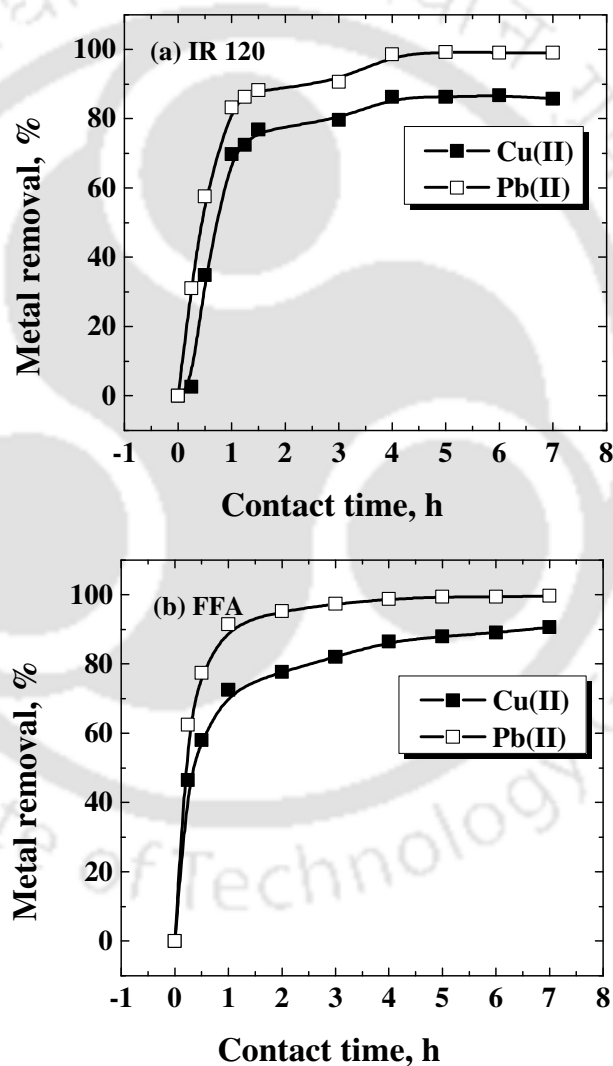 (a) IR 120
100
80
60
40
20
0
Metal removal, %
Cu(II)
Pb(II)
-1 0 1 2 3 4 5 6 7 8
Contact time, h
(b) FFA
100
80
60
40
20
0
Metal removal, %
Cu(II)
Pb(II)
-1 0 1 2 3 4 5 6 7 8
Contact time, h
of Technology